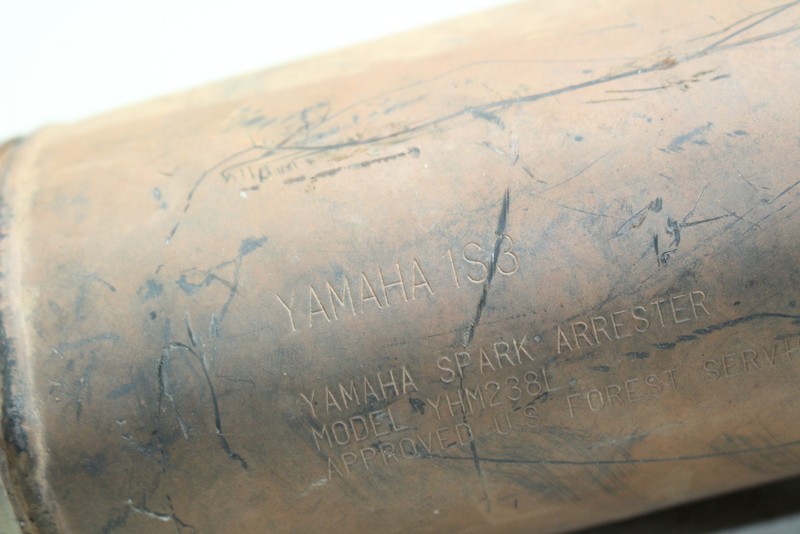 YAMAHA 1S3
YAMAHA SPARK ARRESTER
MODEL YHM238L
APPROVED U.S FOREST